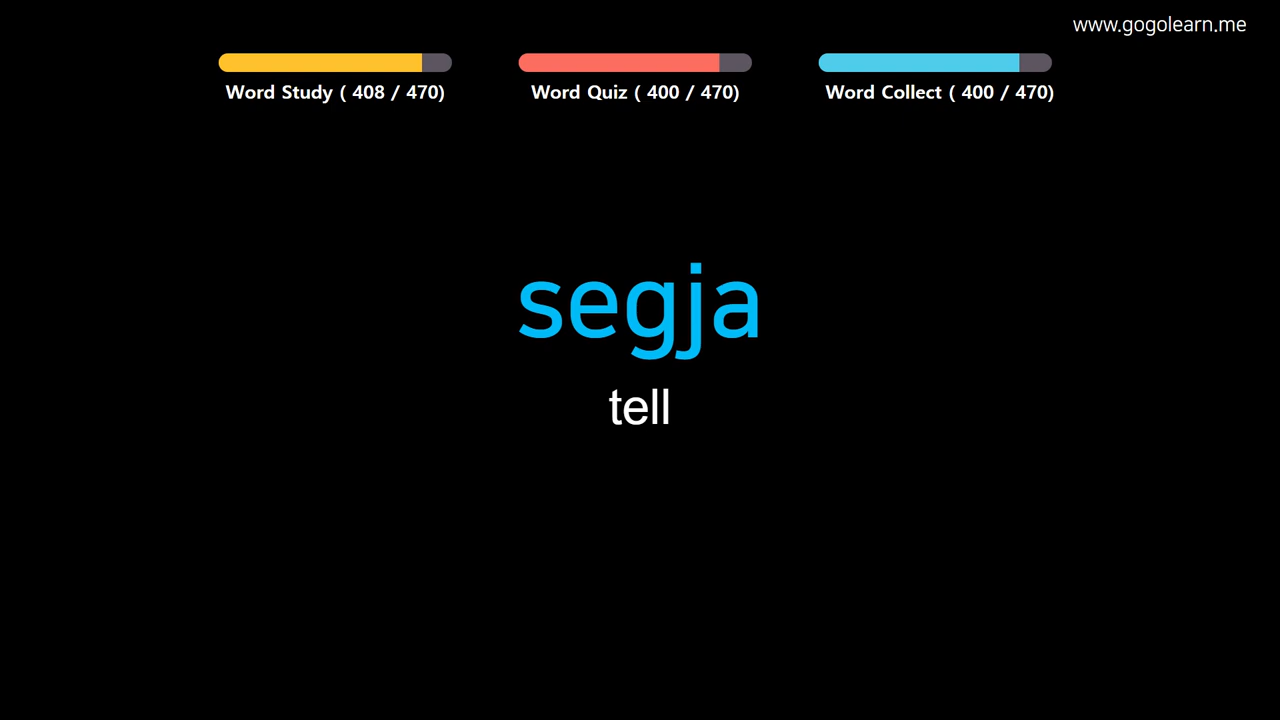 www.gogolearn.me
Word Study ( 408 / 470)
Word Quiz ( 400 / 470)
Word Collect ( 400 / 470)
segja
tell